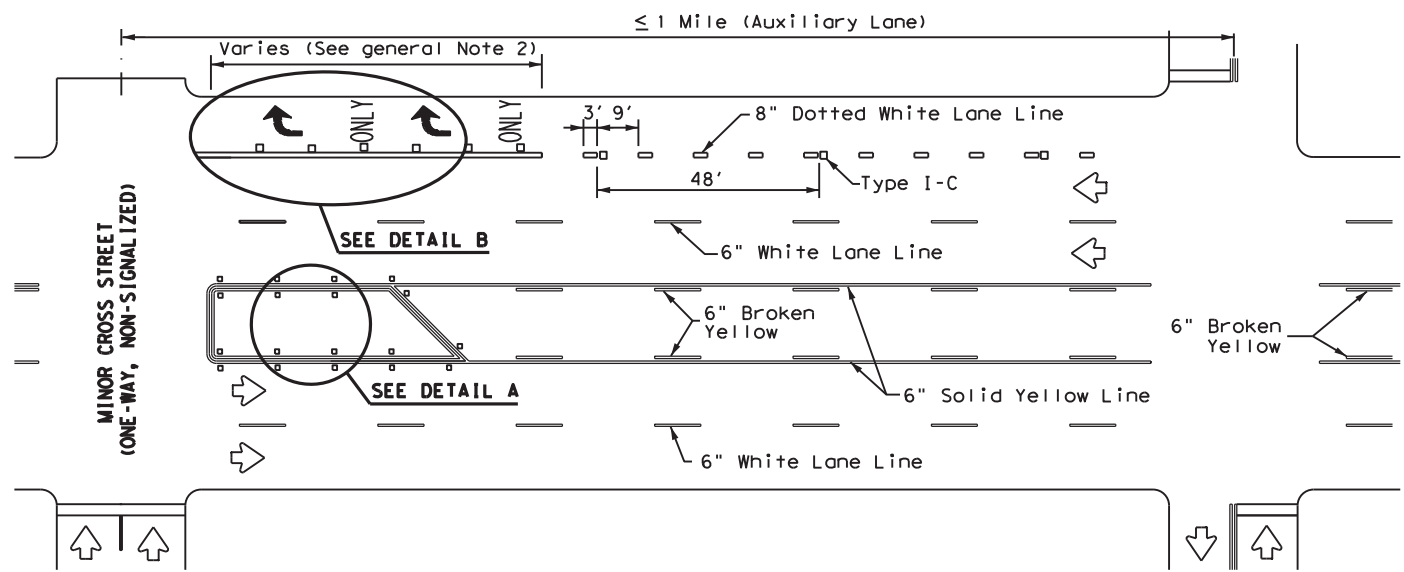 ≤ 1 Mile (Auxiliary Lane)
Varies (See general Note 2)
ONLY
ONLY
3' 9'
8" Dotted White Lane Line
48'
Type I-C
SEE DETAIL B
6" White Lane Line
MINOR CROSS STREET
(ONE-WAY, NON-SIGNALIZED)
6" Broken
Yellow
6" Broken
Yellow
SEE DETAIL A
6" Solid Yellow Line
6" White Lane Line